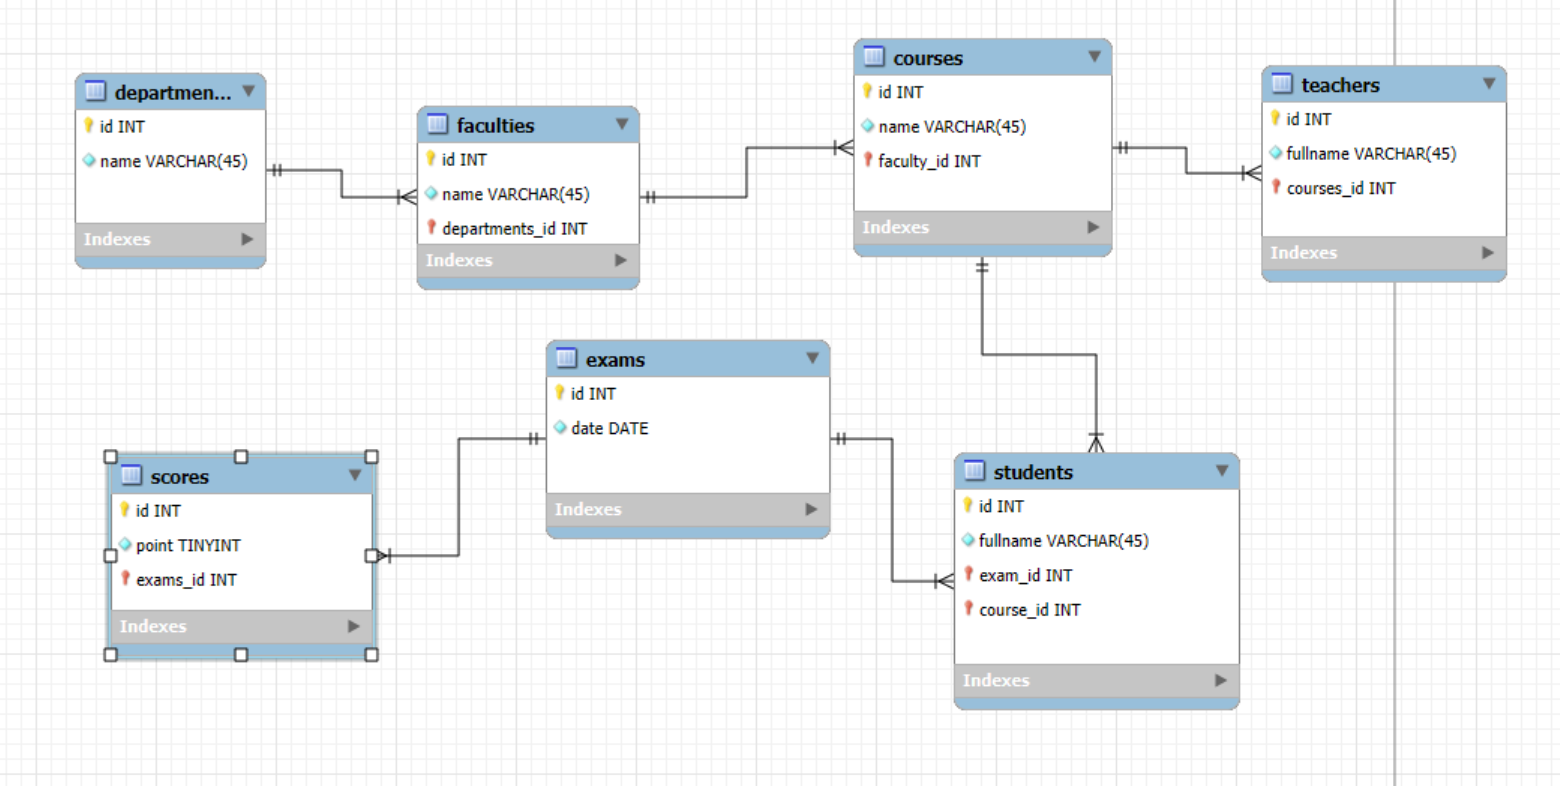 departmen...
id INT
name VARCHAR(45)
Indexes
faculties
id INT
name VARCHAR(45)
departments_id INT
Indexes
courses
id INT
name VARCHAR(45)
faculty_id INT
Indexes
teachers
id INT
fullname VARCHAR(45)
courses_id INT
Indexes
scores
id INT
point TINYINT
exams_id INT
Indexes
exams
id INT
date DATE
Indexes
students
id INT
fullname VARCHAR(45)
exam_id INT
course_id INT
Indexes